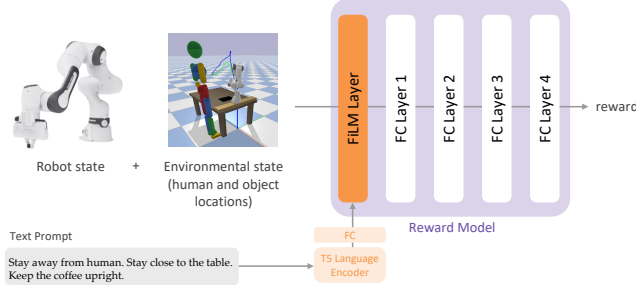 FiLM Layer
FC Layer 1
FC Layer 2
FC Layer 3
FC Layer 4
reward
Robot state + Environmental state
(human and object
locations)
Reward Model
FC
Text Prompt
Stay away from human. Stay close to the table.
Keep the coffee upright.
T5 Language
Encoder